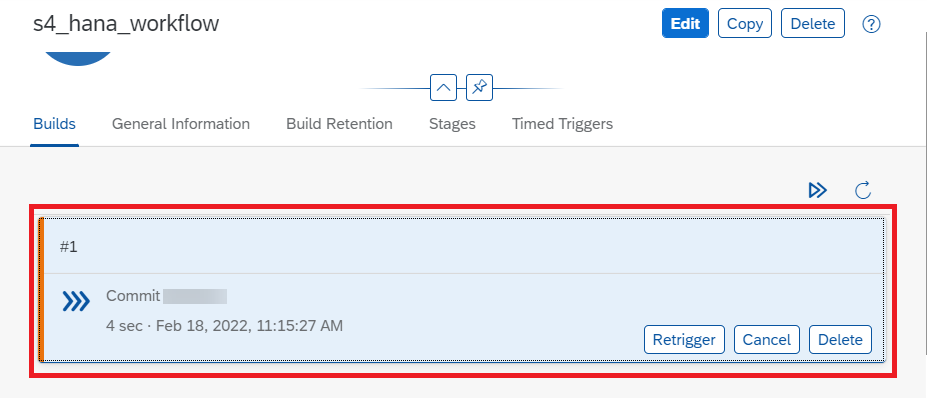 s4_hana_workflow Edit Copy Delete ?
Builds General Information Build Retention Stages Timed Triggers
#1
Commit
4 sec · Feb 18, 2022, 11:15:27 AM
Retrigger Cancel Delete